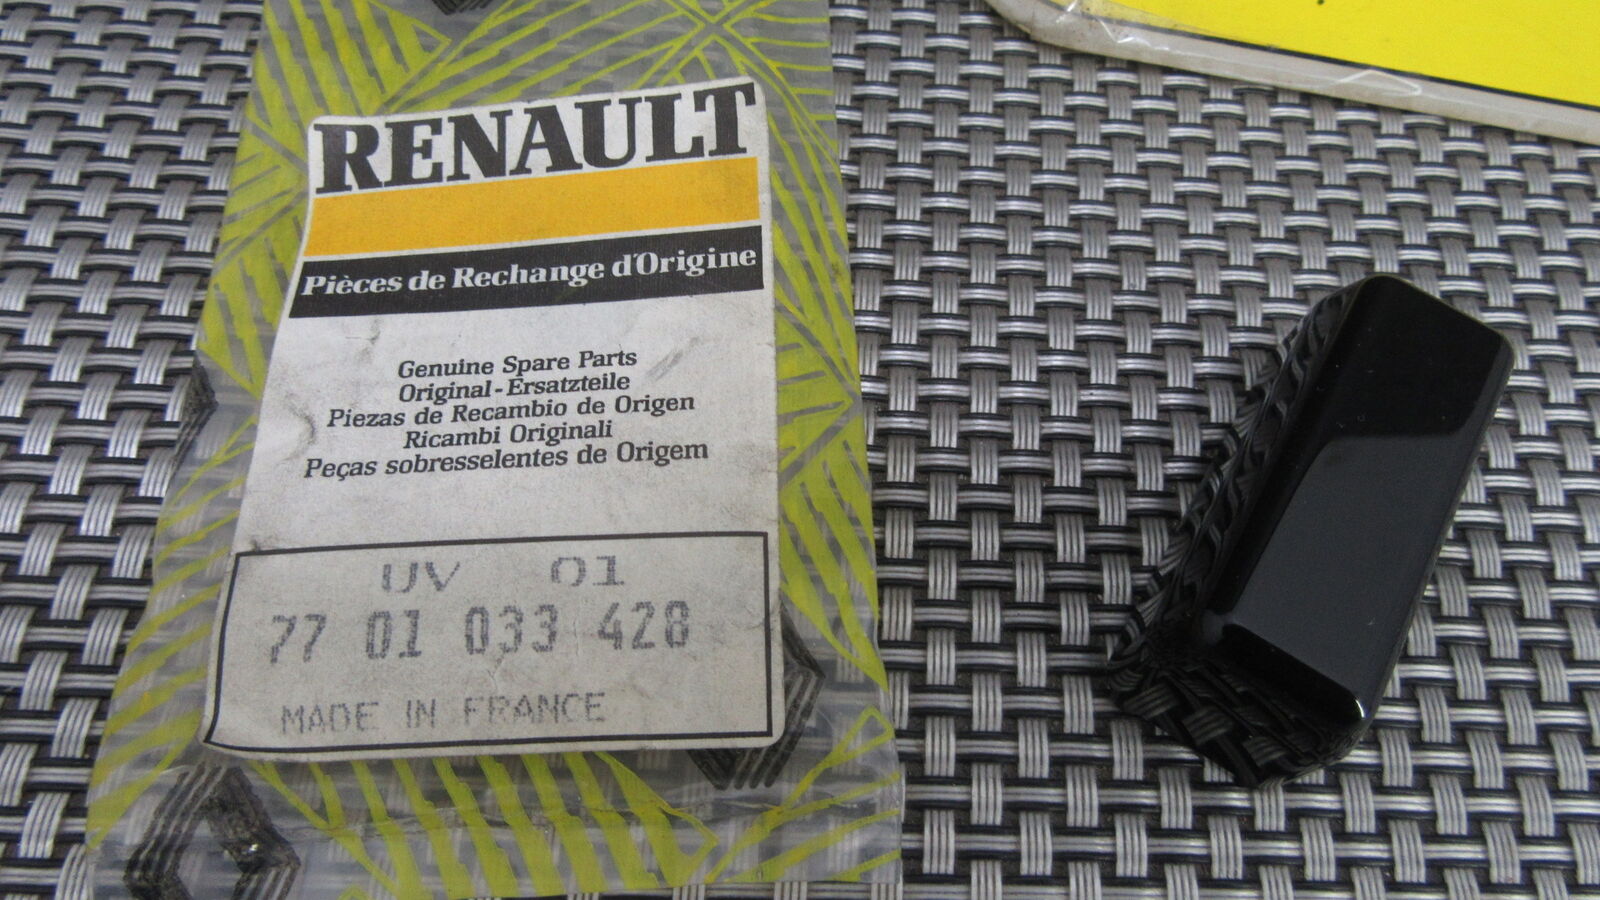 RENAULT
Pièces de Rechange d'Origine
Genuine Spare Parts
Original-Ersatzteile
Piezas de Recambio de Origen
Ricambi Originali
Peças sobresselentes de Origem
UV 01
77 01 033 428
MADE IN FRANCE